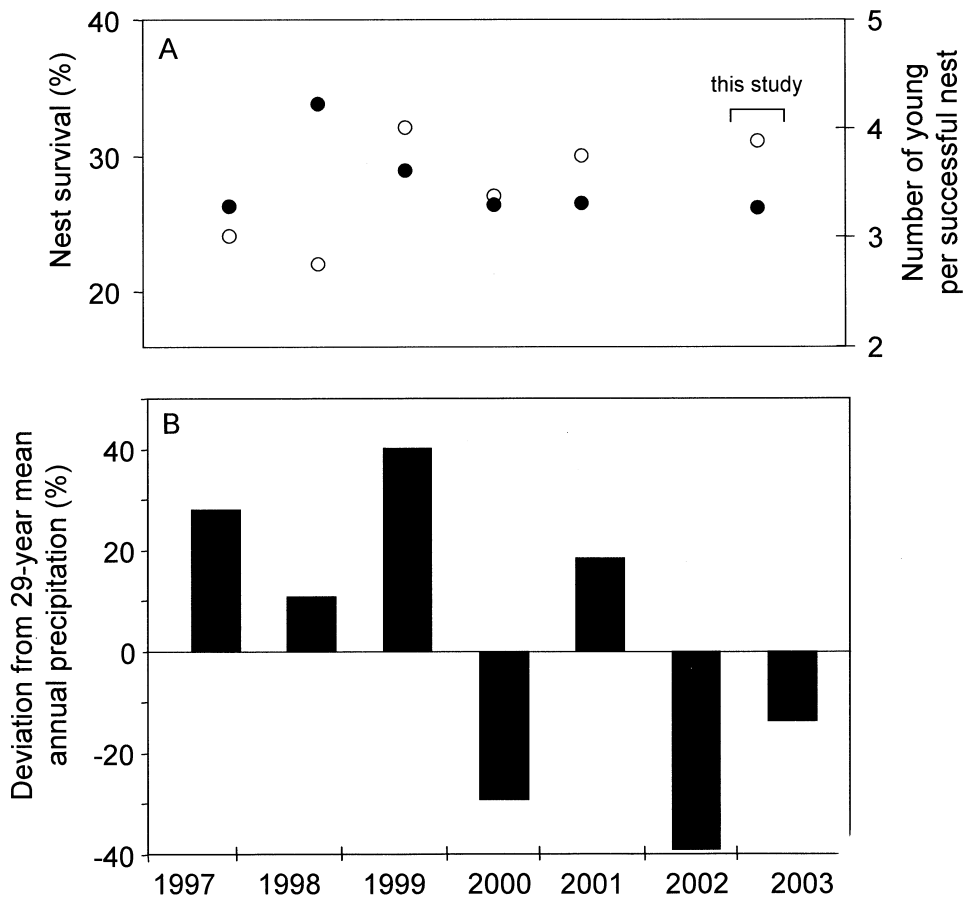 A
this study
40
30
20
Nest survival (%)
5
4
3
2
Number of young
per successful nest
B
40
20
0
-20
-40
Deviation from 29-year mean
annual precipitation (%)
1997 1998 1999 2000 2001 2002 2003